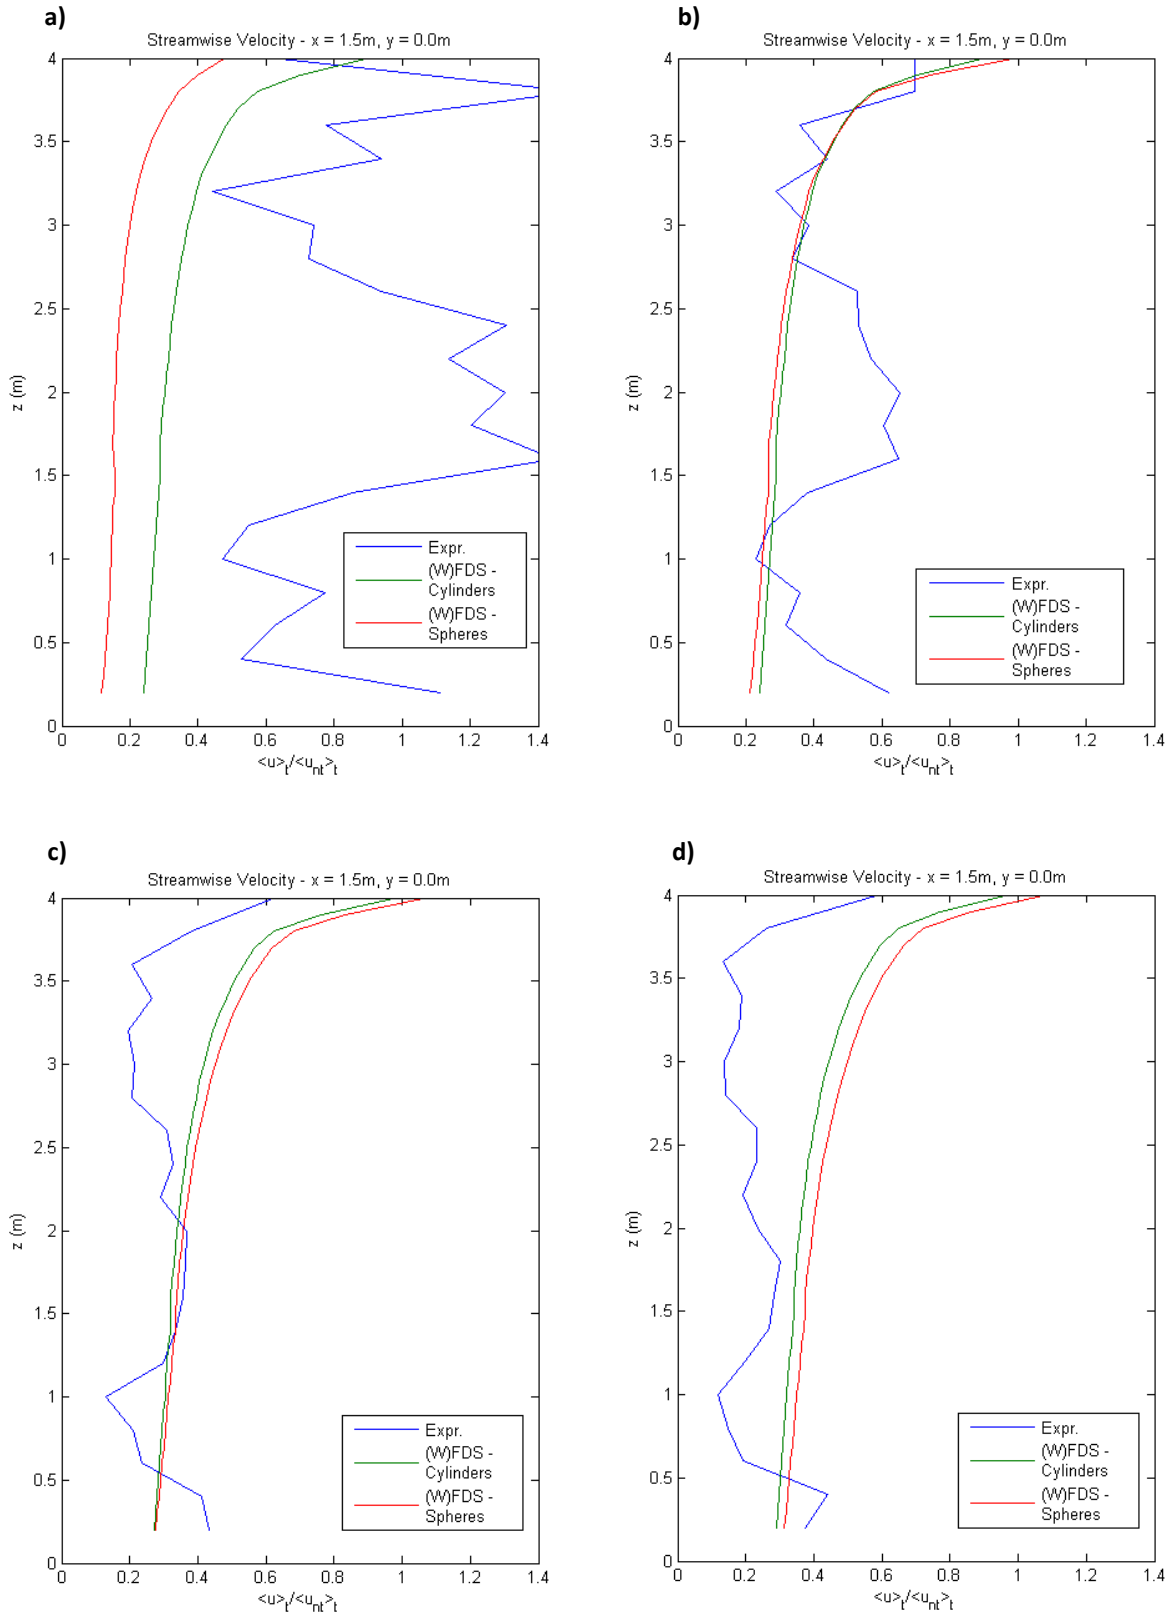 a)
Streamwise Velocity - x = 1.5m, y = 0.0m
4
3.5
3
2.5
2
1.5
1
0.5
0
z (m)
0 0.2 0.4 0.6 0.8 1 1.2 1.4
<u>t/<unt>t
Expr.
(W)FDS -
Cylinders
(W)FDS -
Spheres
b)
Streamwise Velocity - x = 1.5m, y = 0.0m
4
3.5
3
2.5
2
1.5
1
0.5
0
z (m)
0 0.2 0.4 0.6 0.8 1 1.2 1.4
<u>t/<unt>t
Expr.
(W)FDS -
Cylinders
(W)FDS -
Spheres
c)
Streamwise Velocity - x = 1.5m, y = 0.0m
4
3.5
3
2.5
2
1.5
1
0.5
0
z (m)
0 0.2 0.4 0.6 0.8 1 1.2 1.4
<u>t/<unt>t
Expr.
(W)FDS -
Cylinders
(W)FDS -
Spheres
d)
Streamwise Velocity - x = 1.5m, y = 0.0m
4
3.5
3
2.5
2
1.5
1
0.5
0
z (m)
0 0.2 0.4 0.6 0.8 1 1.2 1.4
<u>t/<unt>t
Expr.
(W)FDS -
Cylinders
(W)FDS -
Spheres